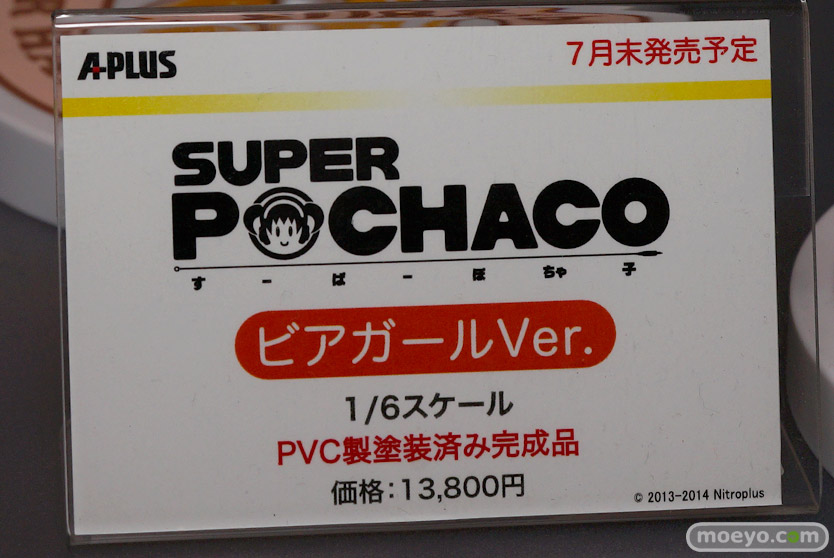 A+PLUS
7月末発売予定
SUPER
POCHACO
すーぱーぽちゃ子
ビアガールVer.
1/6スケール
PVC製塗装済み完成品
価格：13,800円
© 2013-2014 Nitroplus
moeyo.com